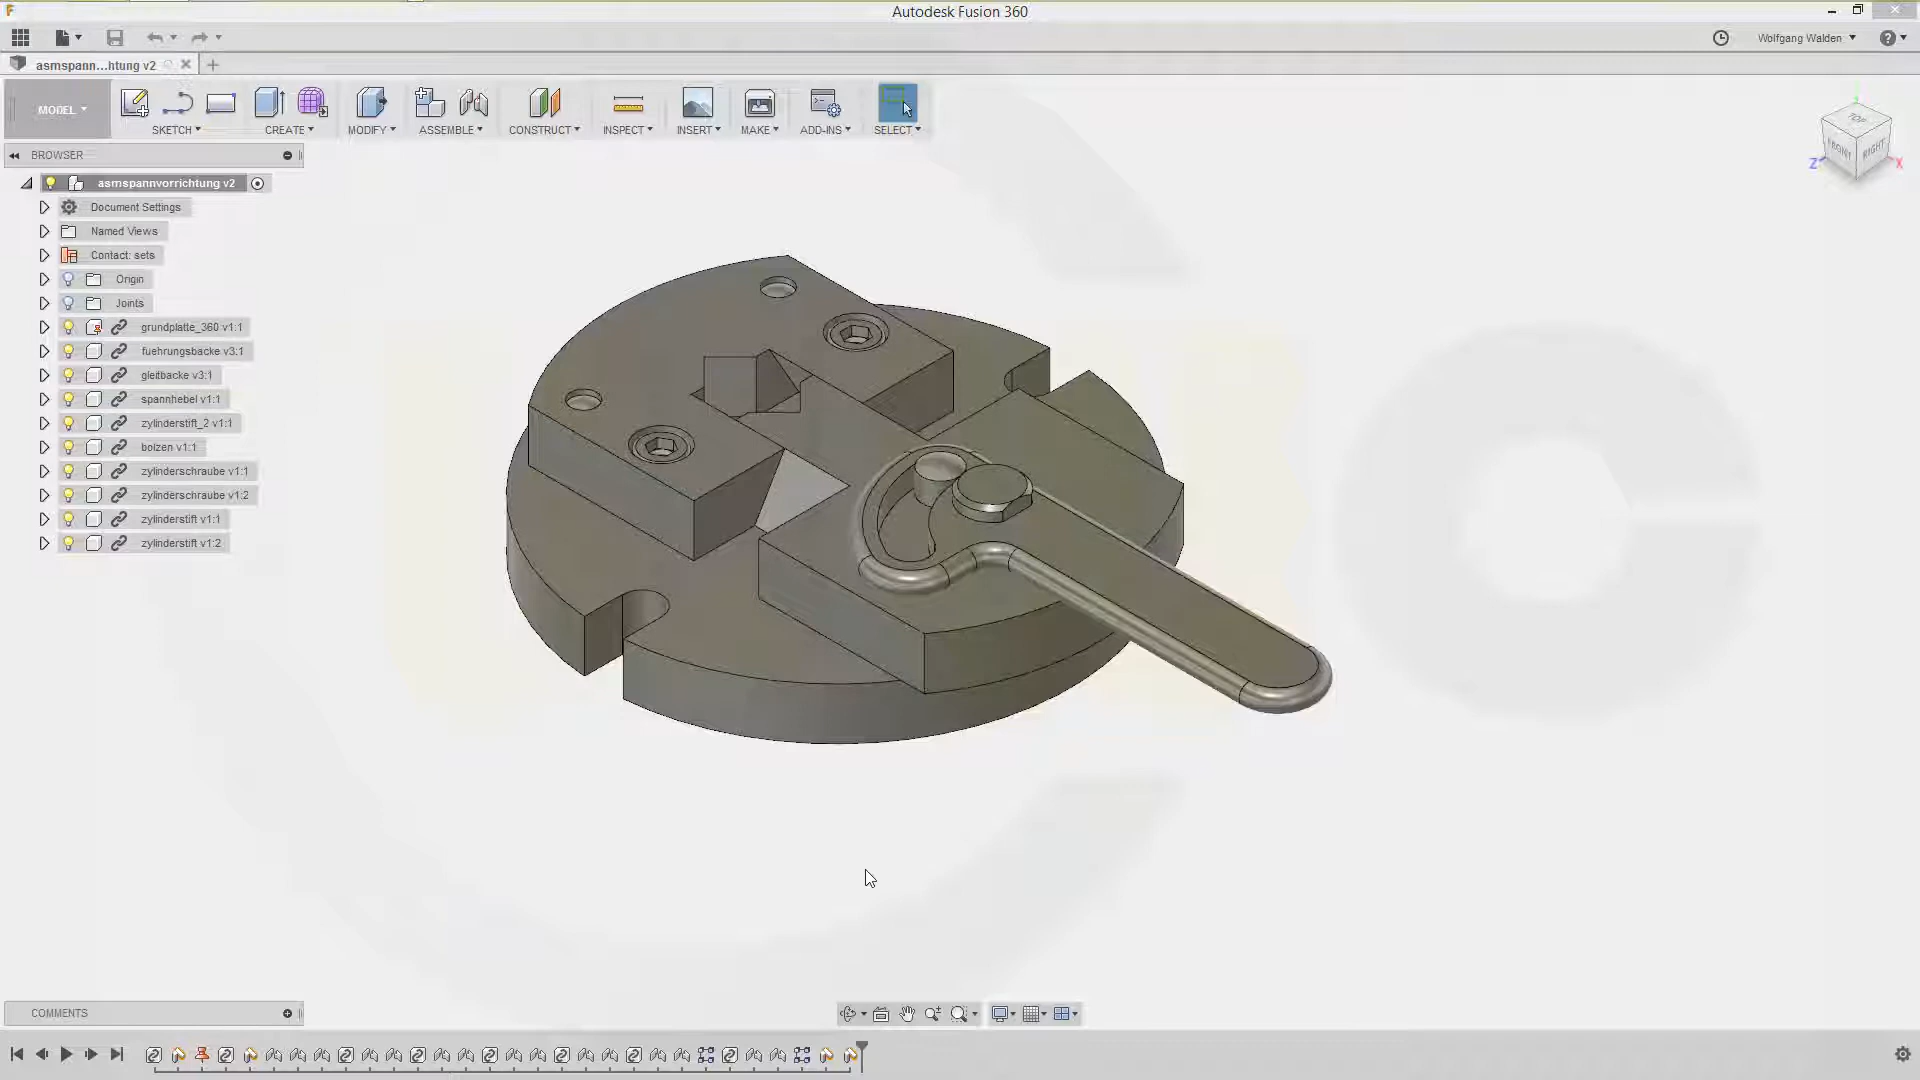 Autodesk Fusion 360
Wolfgang Walden
asmspann...htung v2
MODEL
SKETCH
CREATE
MODIFY
ASSEMBLE
CONSTRUCT
INSPECT
INSERT
MAKE
ADD-INS
SELECT
TOP
FRONT
RIGHT
Z
X
BROWSER
asmspannvorrichtung v2
Document Settings
Named Views
Contact: sets
Origin
Joints
grundplatte_360 v1:1
fuehrungsbacke v3:1
gleitbacke v3:1
spannhebel v1:1
zylinderstift_2 v1:1
bolzen v1:1
zylinderschraube v1:1
zylinderschraube v1:2
zylinderstift v1:1
zylinderstift v1:2
COMMENTS